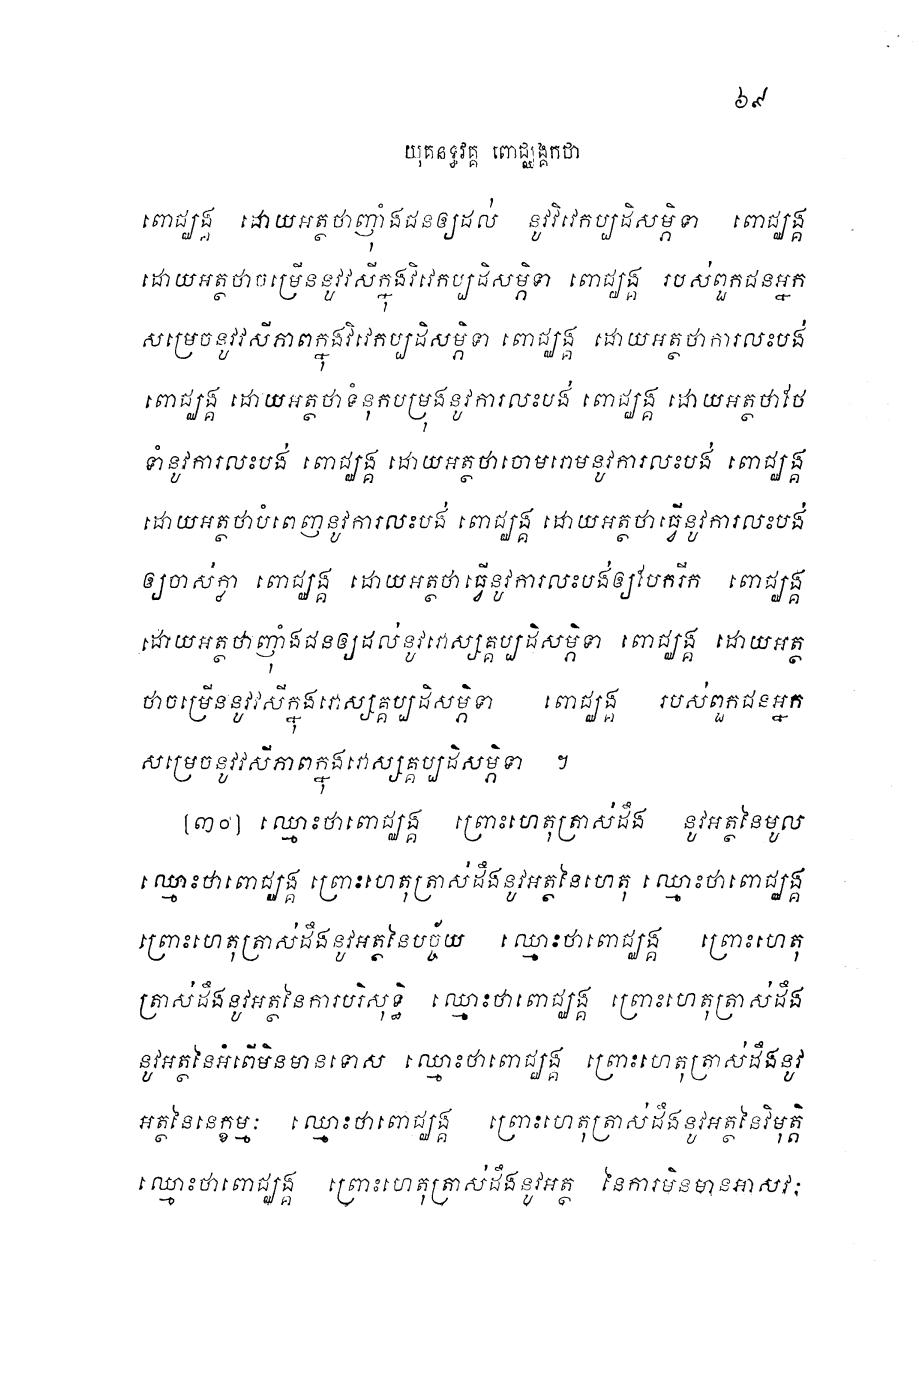 ៦៩
យុគនទ្ធវគ្គ ពោជ្ឈង្គកថា
ពោជ្ឈង្គ ដោយអត្ថថាញ៉ាំងជនឲ្យដល់ នូវវិវេកប្បដិសម្ភិទា ពោជ្ឈង្គ
ដោយអត្ថថាចម្រើននូវវសីក្នុងវិវេកប្បដិសម្ភិទា ពោជ្ឈង្គ របស់ពួកជនអ្នក
សម្រេចនូវវសីភាពក្នុងវិវេកប្បដិសម្ភិទា ពោជ្ឈង្គ ដោយអត្ថថាការលះបង់
ពោជ្ឈង្គ ដោយអត្ថថាទំនុកបម្រុងនូវការលះបង់ ពោជ្ឈង្គ ដោយអត្ថថាថែ
ទាំនូវការលះបង់ ពោជ្ឈង្គ ដោយអត្ថថាចោមរោមនូវការលះបង់ ពោជ្ឈង្គ
ដោយអត្ថថាបំពេញនូវការលះបង់ ពោជ្ឈង្គ ដោយអត្ថថាធ្វើនូវការលះបង់
ឲ្យចាស់ក្លា ពោជ្ឈង្គ ដោយអត្ថថាធ្វើនូវការលះបង់ឲ្យបែករីក ពោជ្ឈង្គ
ដោយអត្ថថាញ៉ាំងជនឲ្យដល់នូវវោស្សគ្គប្បដិសម្ភិទា ពោជ្ឈង្គ ដោយអត្ថ
ថាចម្រើននូវវសីក្នុងវោស្សគ្គប្បដិសម្ភិទា ពោជ្ឈង្គ របស់ពួកជនអ្នក
សម្រេចនូវវសីភាពក្នុងវោស្សគ្គប្បដិសម្ភិទា ។
[៣០] ឈ្មោះថាពោជ្ឈង្គ ព្រោះហេតុត្រាស់ដឹង នូវអត្ថនៃមូល
ឈ្មោះថាពោជ្ឈង្គ ព្រោះហេតុត្រាស់ដឹងនូវអត្ថនៃហេតុ ឈ្មោះថាពោជ្ឈង្គ
ព្រោះហេតុត្រាស់ដឹងនូវអត្ថនៃបច្ច័យ ឈ្មោះថាពោជ្ឈង្គ ព្រោះហេតុ
ត្រាស់ដឹងនូវអត្ថនៃការបរិសុទ្ធិ ឈ្មោះថាពោជ្ឈង្គ ព្រោះហេតុត្រាស់ដឹង
នូវអត្ថនៃអំពើមិនមានទោស ឈ្មោះថាពោជ្ឈង្គ ព្រោះហេតុត្រាស់ដឹងនូវ
អត្ថនៃនេក្ខម្មៈ ឈ្មោះថាពោជ្ឈង្គ ព្រោះហេតុត្រាស់ដឹងនូវអត្ថនៃវិមុត្តិ
ឈ្មោះថាពោជ្ឈង្គ ព្រោះហេតុត្រាស់ដឹងនូវអត្ថ នៃការមិនមានអាសវៈ